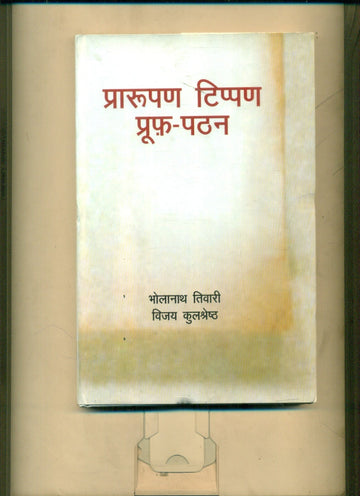 प्रारूपण टिप्पण
प्रूफ़-पठन
भोलानाथ तिवारी
विजय कुलश्रेष्ठ